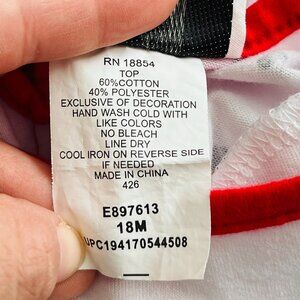 RN 18854
TOP
60%COTTON
40% POLYESTER
EXCLUSIVE OF DECORATION
HAND WASH COLD WITH
LIKE COLORS
NO BLEACH
LINE DRY
COOL IRON ON REVERSE SIDE
IF NEEDED
MADE IN CHINA
426
E897613
18M
UPC194170544508